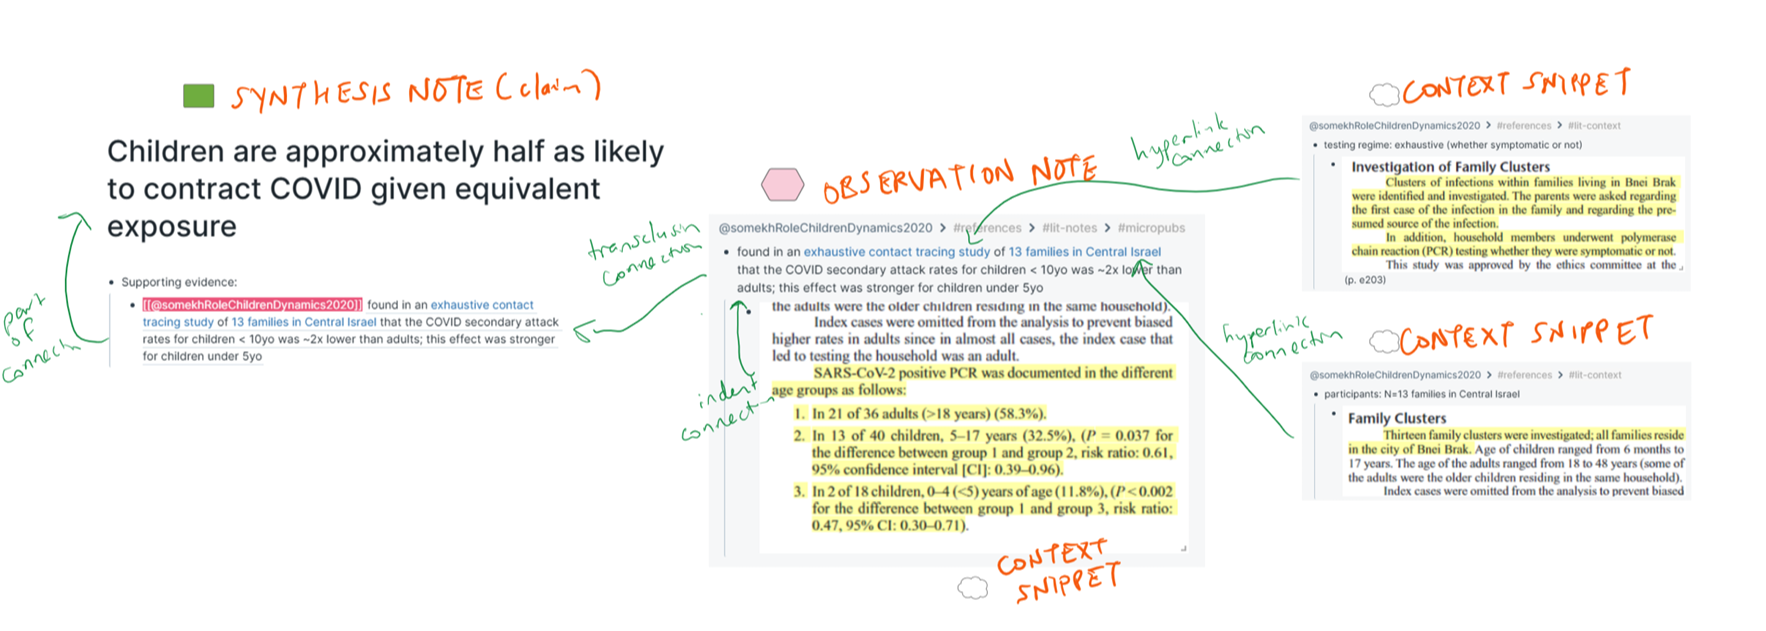 SYNTHESIS NOTE (claim)
Children are approximately half as likely
to contract COVID given equivalent
exposure
• Supporting evidence:
• [[@somekhRoleChildrenDynamics2020]] found in an exhaustive contact
tracing study of 13 families in Central Israel that the COVID secondary attack
rates for children < 10yo was ~2x lower than adults; this effect was stronger
for children under 5yo
part
of
connectn
transclusin
connection
OBSERVATION NOTE
@somekhRoleChildrenDynamics2020 > #references > #lit-notes > #micropubs
• found in an exhaustive contact tracing study of 13 families in Central Israel
that the COVID secondary attack rates for children < 10yo was ~2x lower than
adults; this effect was stronger for children under 5yo
the adults were the older children residing in the same household).
Index cases were omitted from the analysis to prevent biased
higher rates in adults since in almost all cases, the index case that
led to testing the household was an adult.
SARS-CoV-2 positive PCR was documented in the different
age groups as follows:
1. In 21 of 36 adults (>18 years) (58.3%).
2. In 13 of 40 children, 5–17 years (32.5%), (P = 0.037 for
the difference between group 1 and group 2, risk ratio: 0.61,
95% confidence interval [CI]: 0.39–0.96).
3. In 2 of 18 children, 0–4 (<5) years of age (11.8%), (P<0.002
for the difference between group 1 and group 3, risk ratio:
0.47, 95% CI: 0.30–0.71).
indent
connectn
CONTEXT
SNIPPET
hyperlink
connection
CONTEXT SNIPPET
@somekhRoleChildrenDynamics2020 > #references > #lit-context
• testing regime: exhaustive (whether symptomatic or not)
• Investigation of Family Clusters
Clusters of infections within families living in Bnei Brak
were identified and investigated. The parents were asked regarding
the first case of the infection in the family and regarding the pre-
sumed source of the infection.
In addition, household members underwent polymerase
chain reaction (PCR) testing whether they were symptomatic or not.
This study was approved by the ethics committee at the
(p. e203)
hyperlink
connection
CONTEXT SNIPPET
@somekhRoleChildrenDynamics2020 > #references > #lit-context
• participants: N=13 families in Central Israel
• Family Clusters
Thirteen family clusters were investigated; all families reside
in the city of Bnei Brak. Age of children ranged from 6 months to
17 years. The age of the adults ranged from 18 to 48 years (some of
the adults were the older children residing in the same household).
Index cases were omitted from the analysis to prevent biased